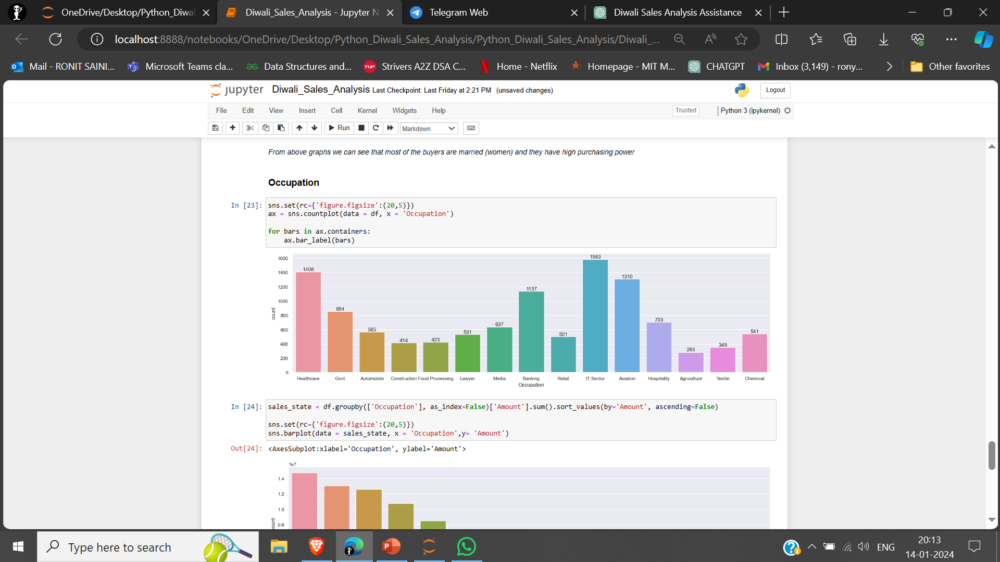 OneDrive/Desktop/Python_Diwal
Diwali_Sales_Analysis - Jupyter N
Telegram Web
Diwali Sales Analysis Assistance
localhost:8888/notebooks/OneDrive/Desktop/Python_Diwali_Sales_Analysis/Python_Diwali_Sales_Analysis/Diwali_...
Mail - RONIT SAINI...
Microsoft Teams cla...
Data Structures and...
TUF
Strivers A2Z DSA C...
Home - Netflix
Homepage - MIT M...
CHATGPT
Inbox (3,149) - rony...
Other favorites
jupyter Diwali_Sales_Analysis Last Checkpoint: Last Friday at 2:21 PM (unsaved changes)
Logout
File Edit View Insert Cell Kernel Widgets Help
Trusted
Python 3 (ipykernel)
Run
Markdown
From above graphs we can see that most of the buyers are married (women) and they have high purchasing power
Occupation
In [23]:
sns.set(rc={'figure.figsize':(20,5)})
ax = sns.countplot(data = df, x = 'Occupation')
for bars in ax.containers:
ax.bar_label(bars)
1600
1400
1200
1000
800
600
400
200
0
count
1408 854 565 414 423 531 637 1137 501 1583 1310 703 283 349 541
Healthcare Govt Automobile Construction Food Processing Lawyer Media Banking Retail IT Sector Aviation Hospitality Agriculture Textile Chemical
Occupation
In [24]:
sales_state = df.groupby(['Occupation'], as_index=False)['Amount'].sum().sort_values(by='Amount', ascending=False)
sns.set(rc={'figure.figsize':(20,5)})
sns.barplot(data = sales_state, x = 'Occupation',y= 'Amount')
Out[24]:
<AxesSubplot:xlabel='Occupation', ylabel='Amount'>
1e7
1.4
1.2
1.0
0.8
ount
Type here to search
ENG
20:13
14-01-2024